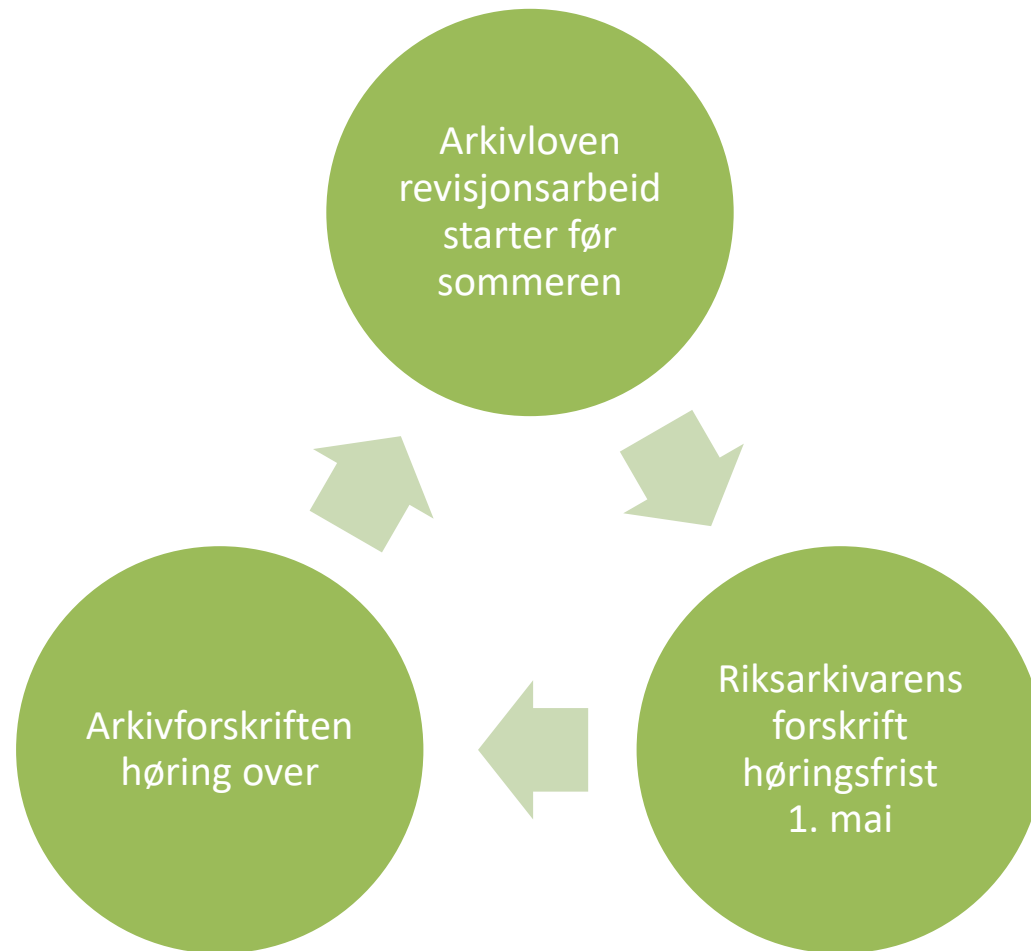 Arkivloven
revisjonsarbeid
starter før
sommeren
Riksarkivarens
forskrift
høringsfrist
1. mai
Arkivforskriften
høring over